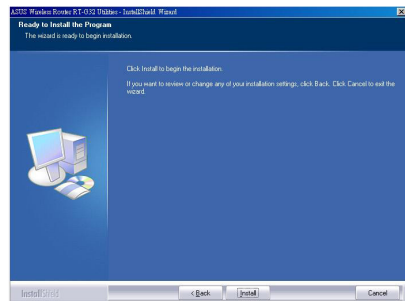 ASUS Wireless Router RT-G32 Utilities - InstallShield Wizard
Ready to Install the Program
The wizard is ready to begin installation.
Click Install to begin the installation.
If you want to review or change any of your installation settings, click Back. Click Cancel to exit the
wizard.
InstallShield
< Back
Install
Cancel